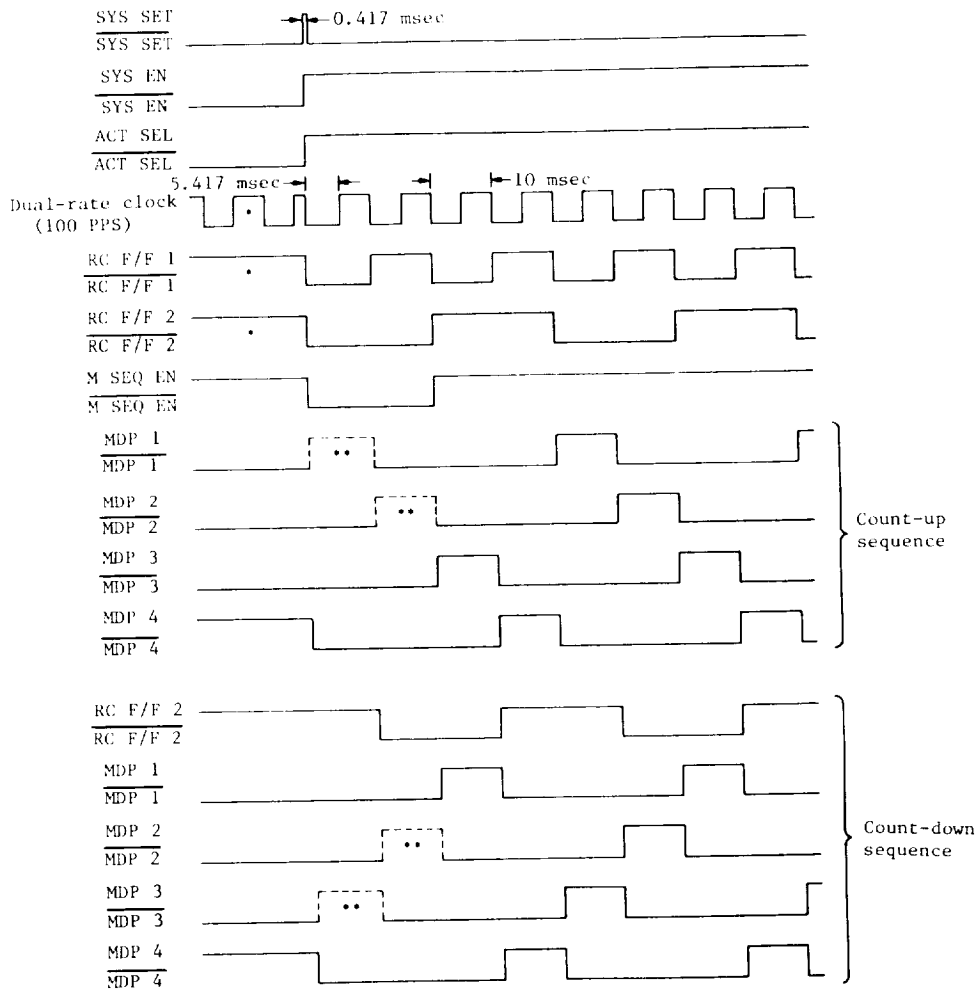 SYS SET
SYS SET
0.417 msec
SYS EN
SYS EN
ACT SEL
ACT SEL
5.417 msec
10 msec
Dual-rate clock
(100 PPS)
RC F/F 1
RC F/F 1
RC F/F 2
RC F/F 2
M SEQ EN
M SEQ EN
MDP 1
MDP 1
**
MDP 2
MDP 2
**
MDP 3
MDP 3
MDP 4
MDP 4
Count-up
sequence
RC F/F 2
RC F/F 2
MDP 1
MDP 1
MDP 2
MDP 2
**
MDP 3
MDP 3
**
MDP 4
MDP 4
Count-down
sequence